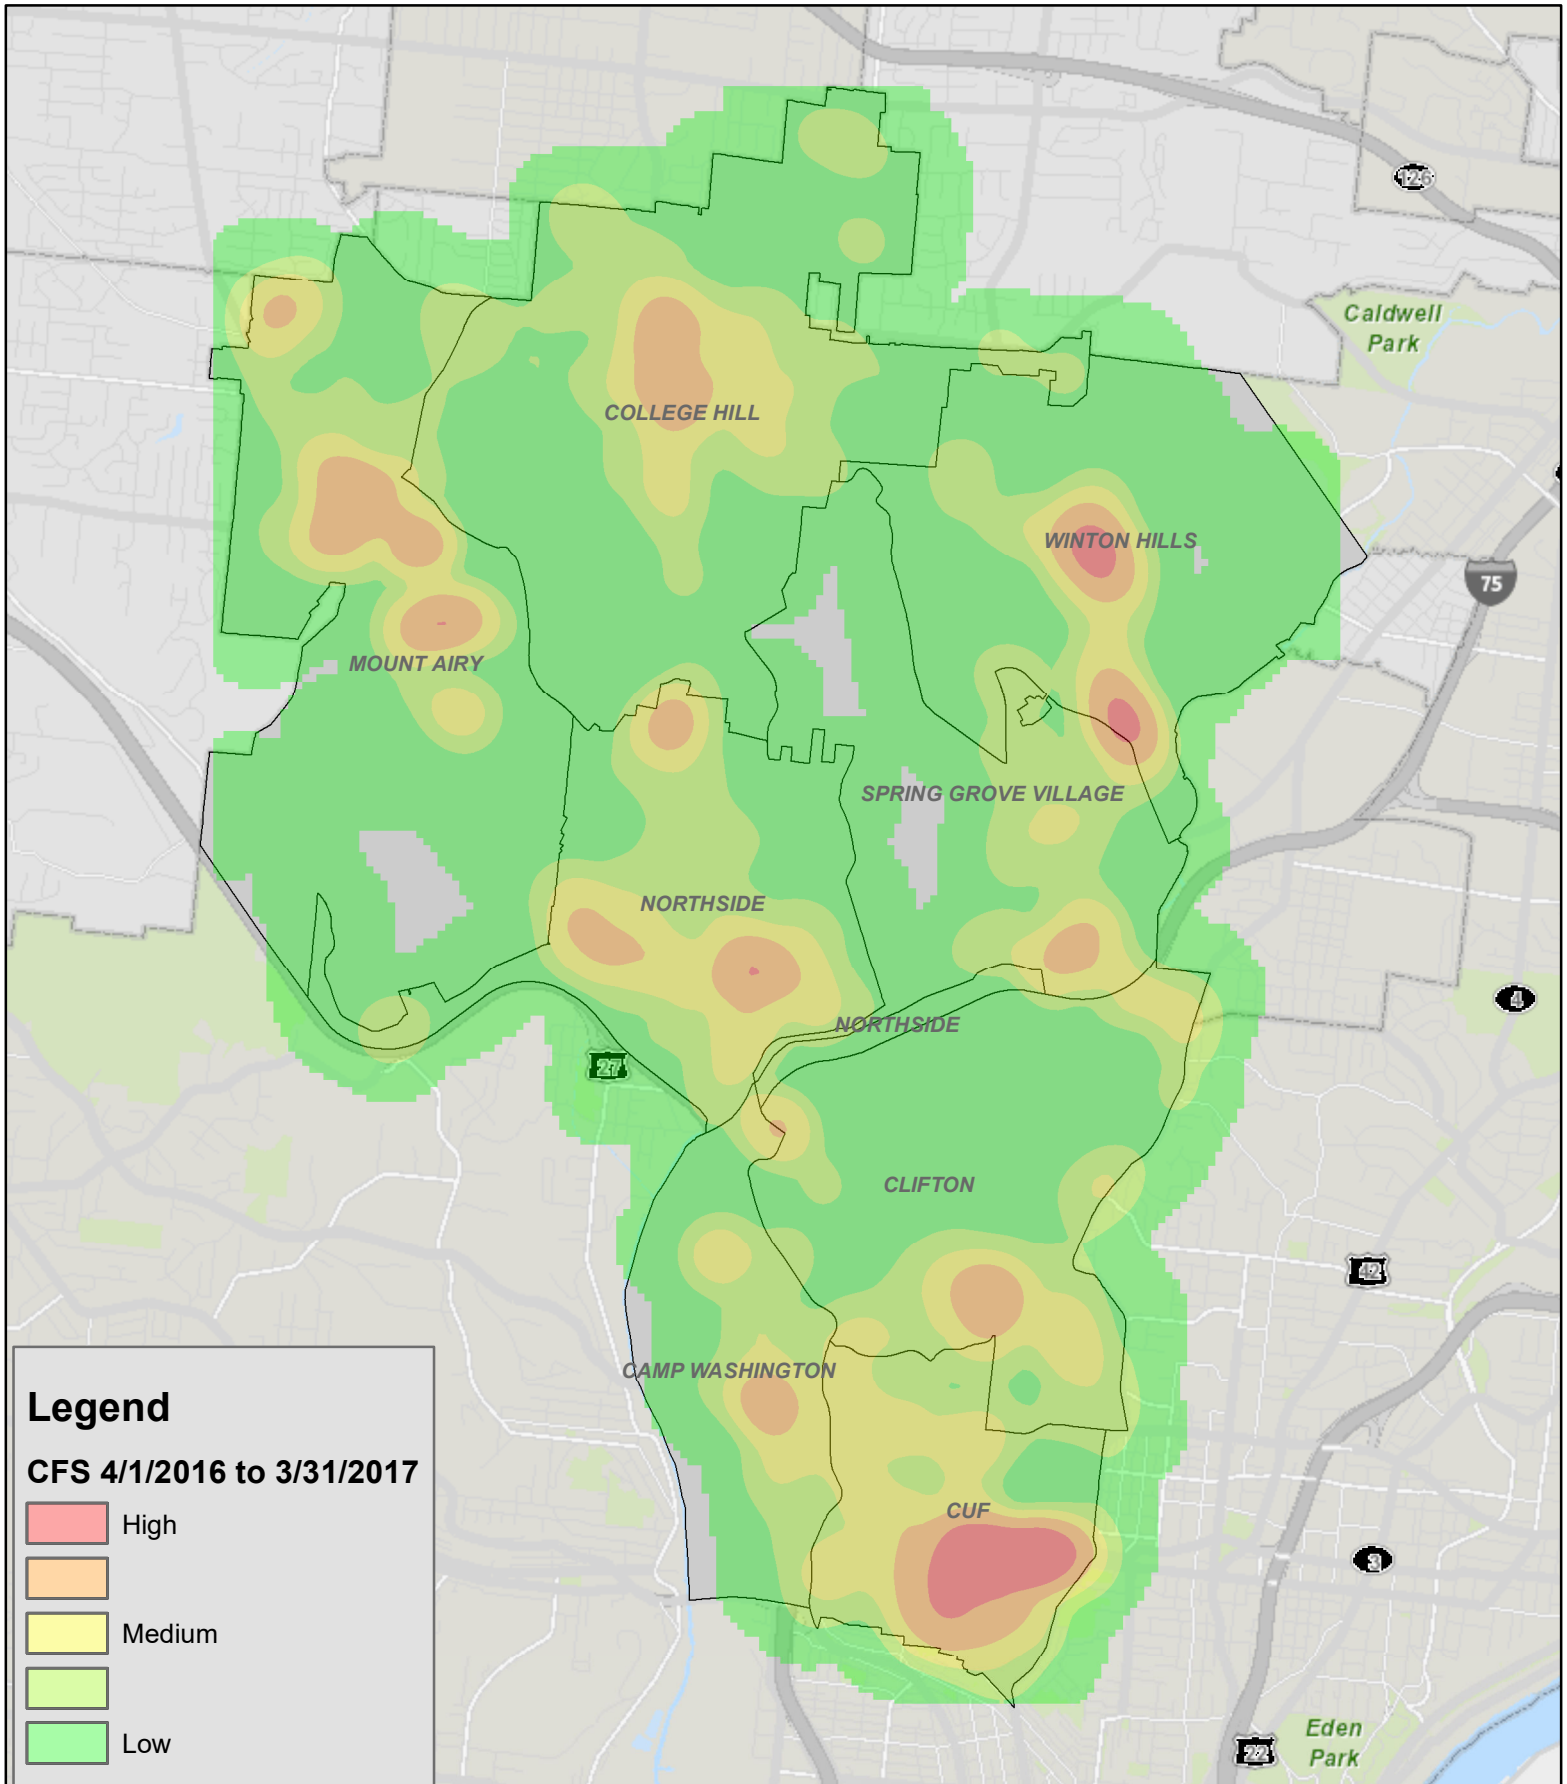 126
Caldwell
Park
COLLEGE HILL
WINTON HILLS
75
MOUNT AIRY
SPRING GROVE VILLAGE
NORTHSIDE
4
NORTHSIDE
27
CLIFTON
42
CAMP WASHINGTON
Legend
CFS 4/1/2016 to 3/31/2017
High
Medium
Low
CUF
3
Eden
Park
22